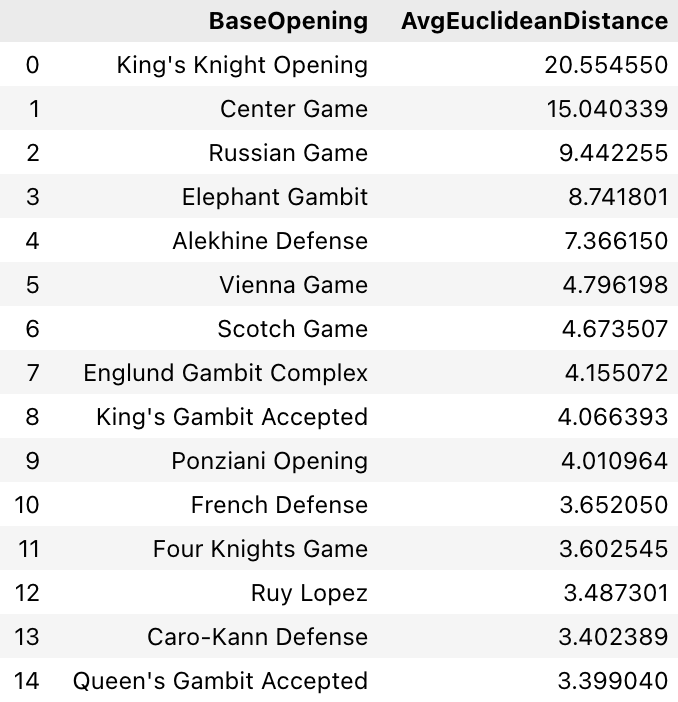 BaseOpening AvgEuclideanDistance
0 King's Knight Opening 20.554550
1 Center Game 15.040339
2 Russian Game 9.442255
3 Elephant Gambit 8.741801
4 Alekhine Defense 7.366150
5 Vienna Game 4.796198
6 Scotch Game 4.673507
7 Englund Gambit Complex 4.155072
8 King's Gambit Accepted 4.066393
9 Ponziani Opening 4.010964
10 French Defense 3.652050
11 Four Knights Game 3.602545
12 Ruy Lopez 3.487301
13 Caro-Kann Defense 3.402389
14 Queen's Gambit Accepted 3.399040